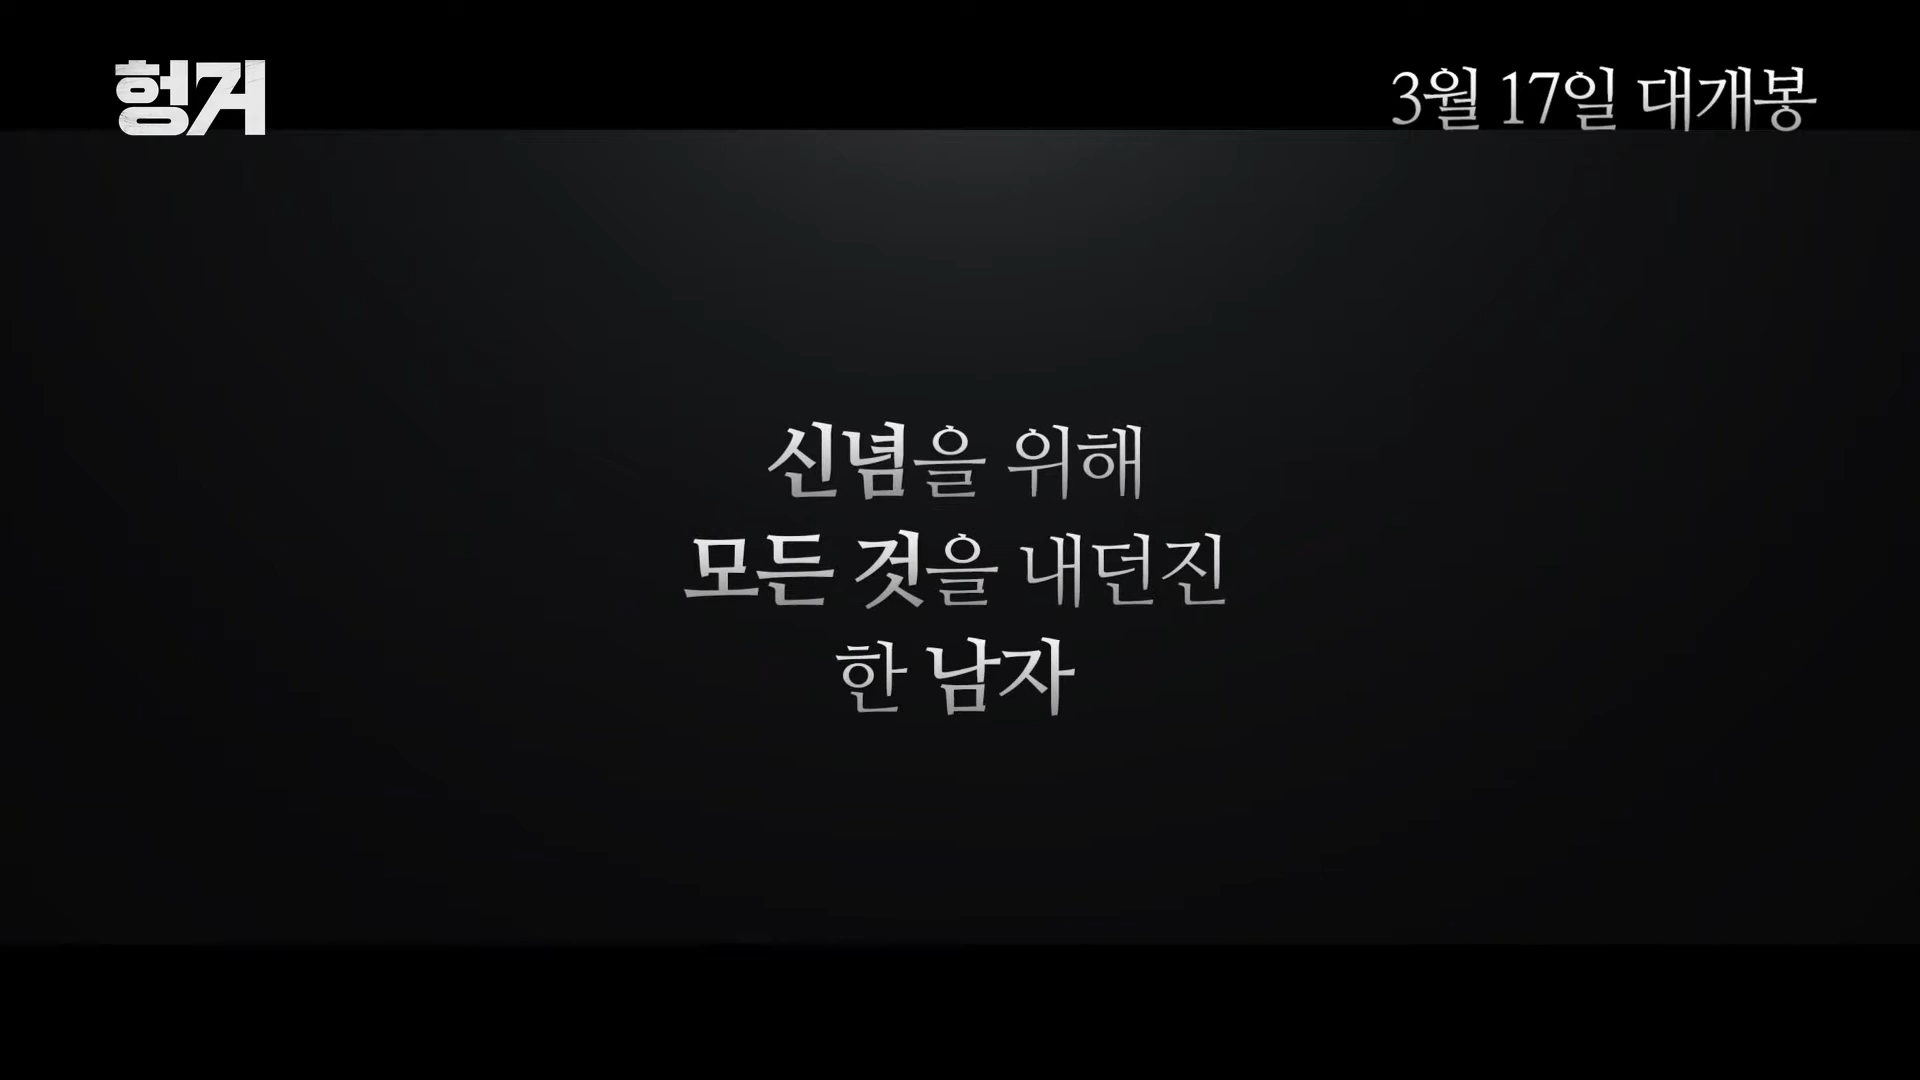 헝거
3월 17일 대개봉
신념을 위해
모든 것을 내던진
한 남자